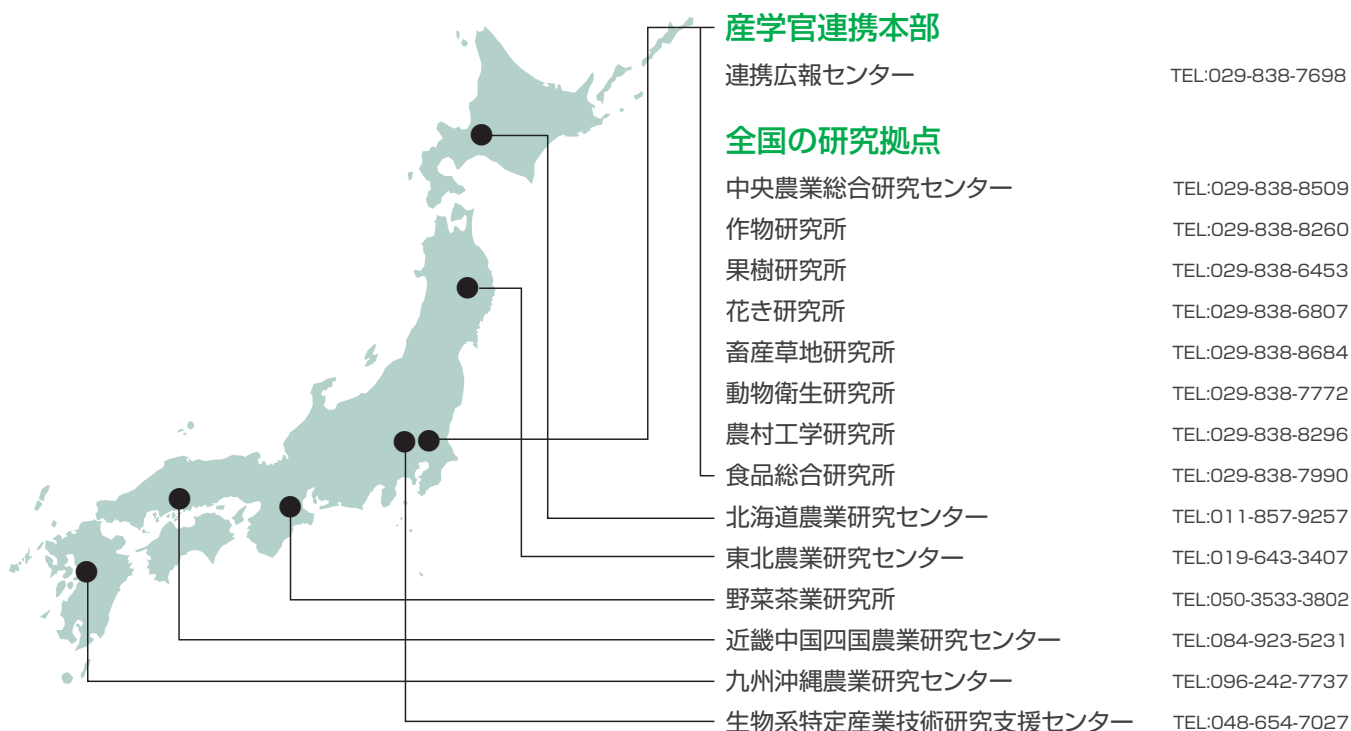 産学官連携本部
連携広報センター TEL:029-838-7698
全国の研究拠点
中央農業総合研究センター TEL:029-838-8509
作物研究所 TEL:029-838-8260
果樹研究所 TEL:029-838-6453
花き研究所 TEL:029-838-6807
畜産草地研究所 TEL:029-838-8684
動物衛生研究所 TEL:029-838-7772
農村工学研究所 TEL:029-838-8296
食品総合研究所 TEL:029-838-7990
北海道農業研究センター TEL:011-857-9257
東北農業研究センター TEL:019-643-3407
野菜茶業研究所 TEL:050-3533-3802
近畿中国四国農業研究センター TEL:084-923-5231
九州沖縄農業研究センター TEL:096-242-7737
生物系特定産業技術研究支援センター TEL:048-654-7027